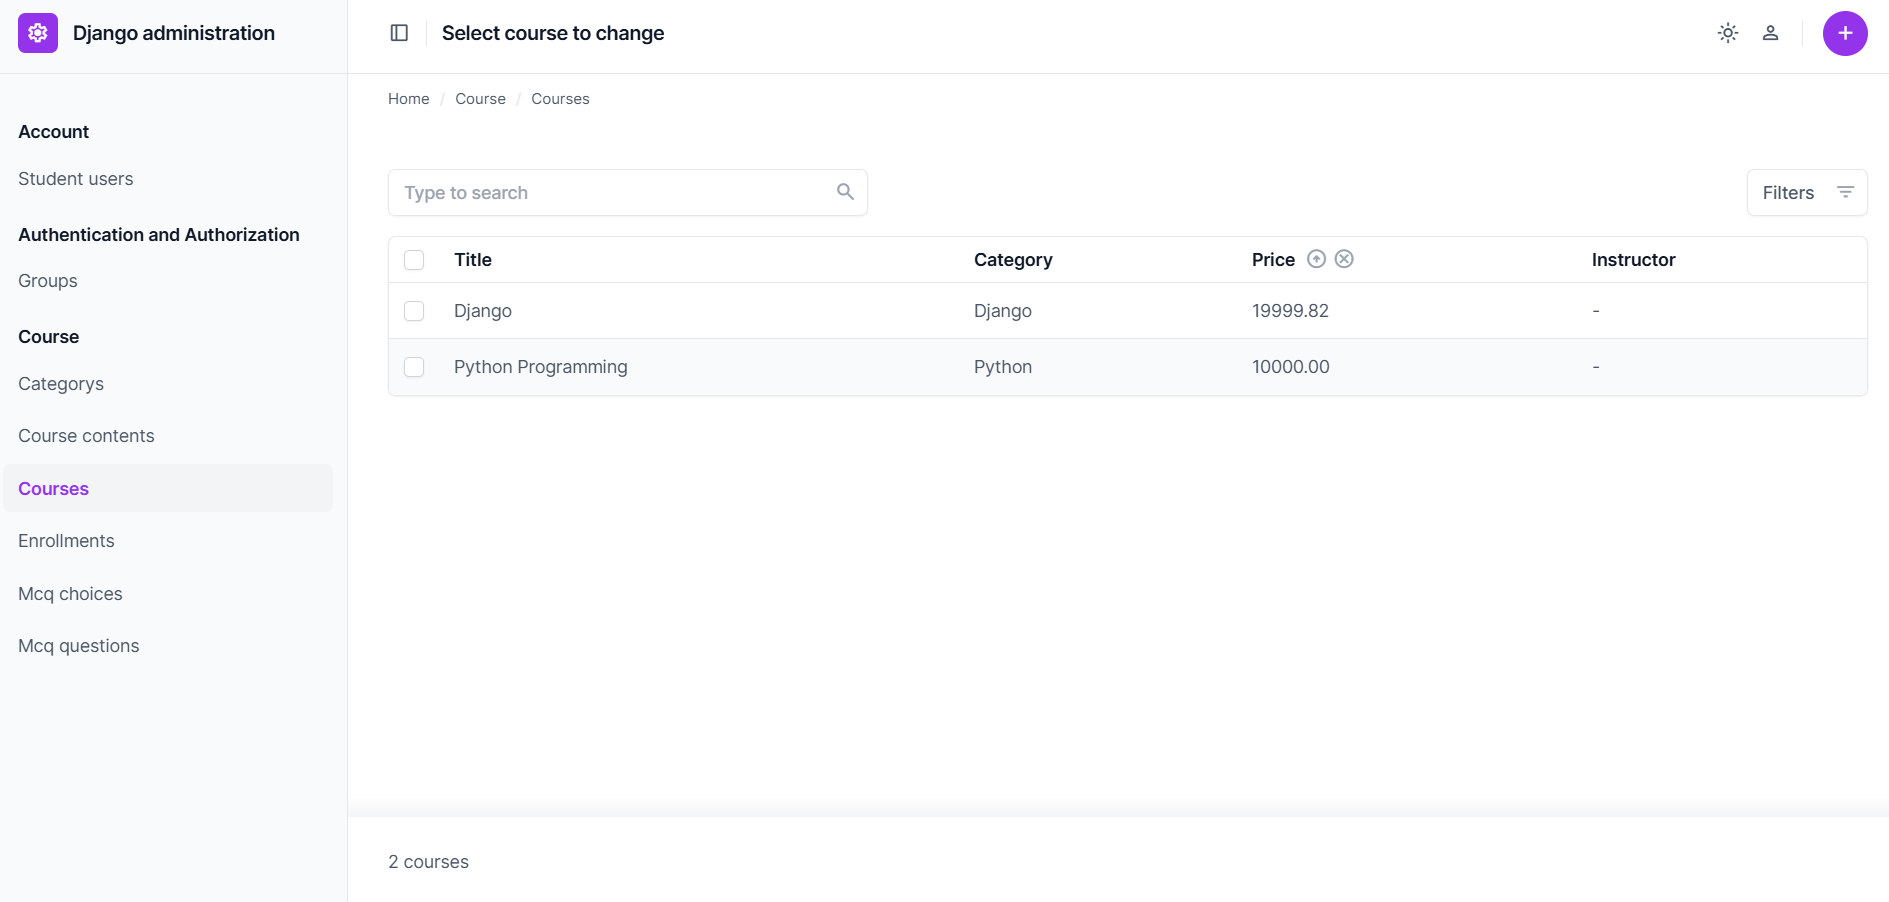 Django administration
Select course to change
Home / Course / Courses
Account
Student users
Authentication and Authorization
Groups
Course
Categorys
Course contents
Courses
Enrollments
Mcq choices
Mcq questions
Type to search
Filters
Title Category Price Instructor
Django Django 19999.82 -
Python Programming Python 10000.00 -
2 courses